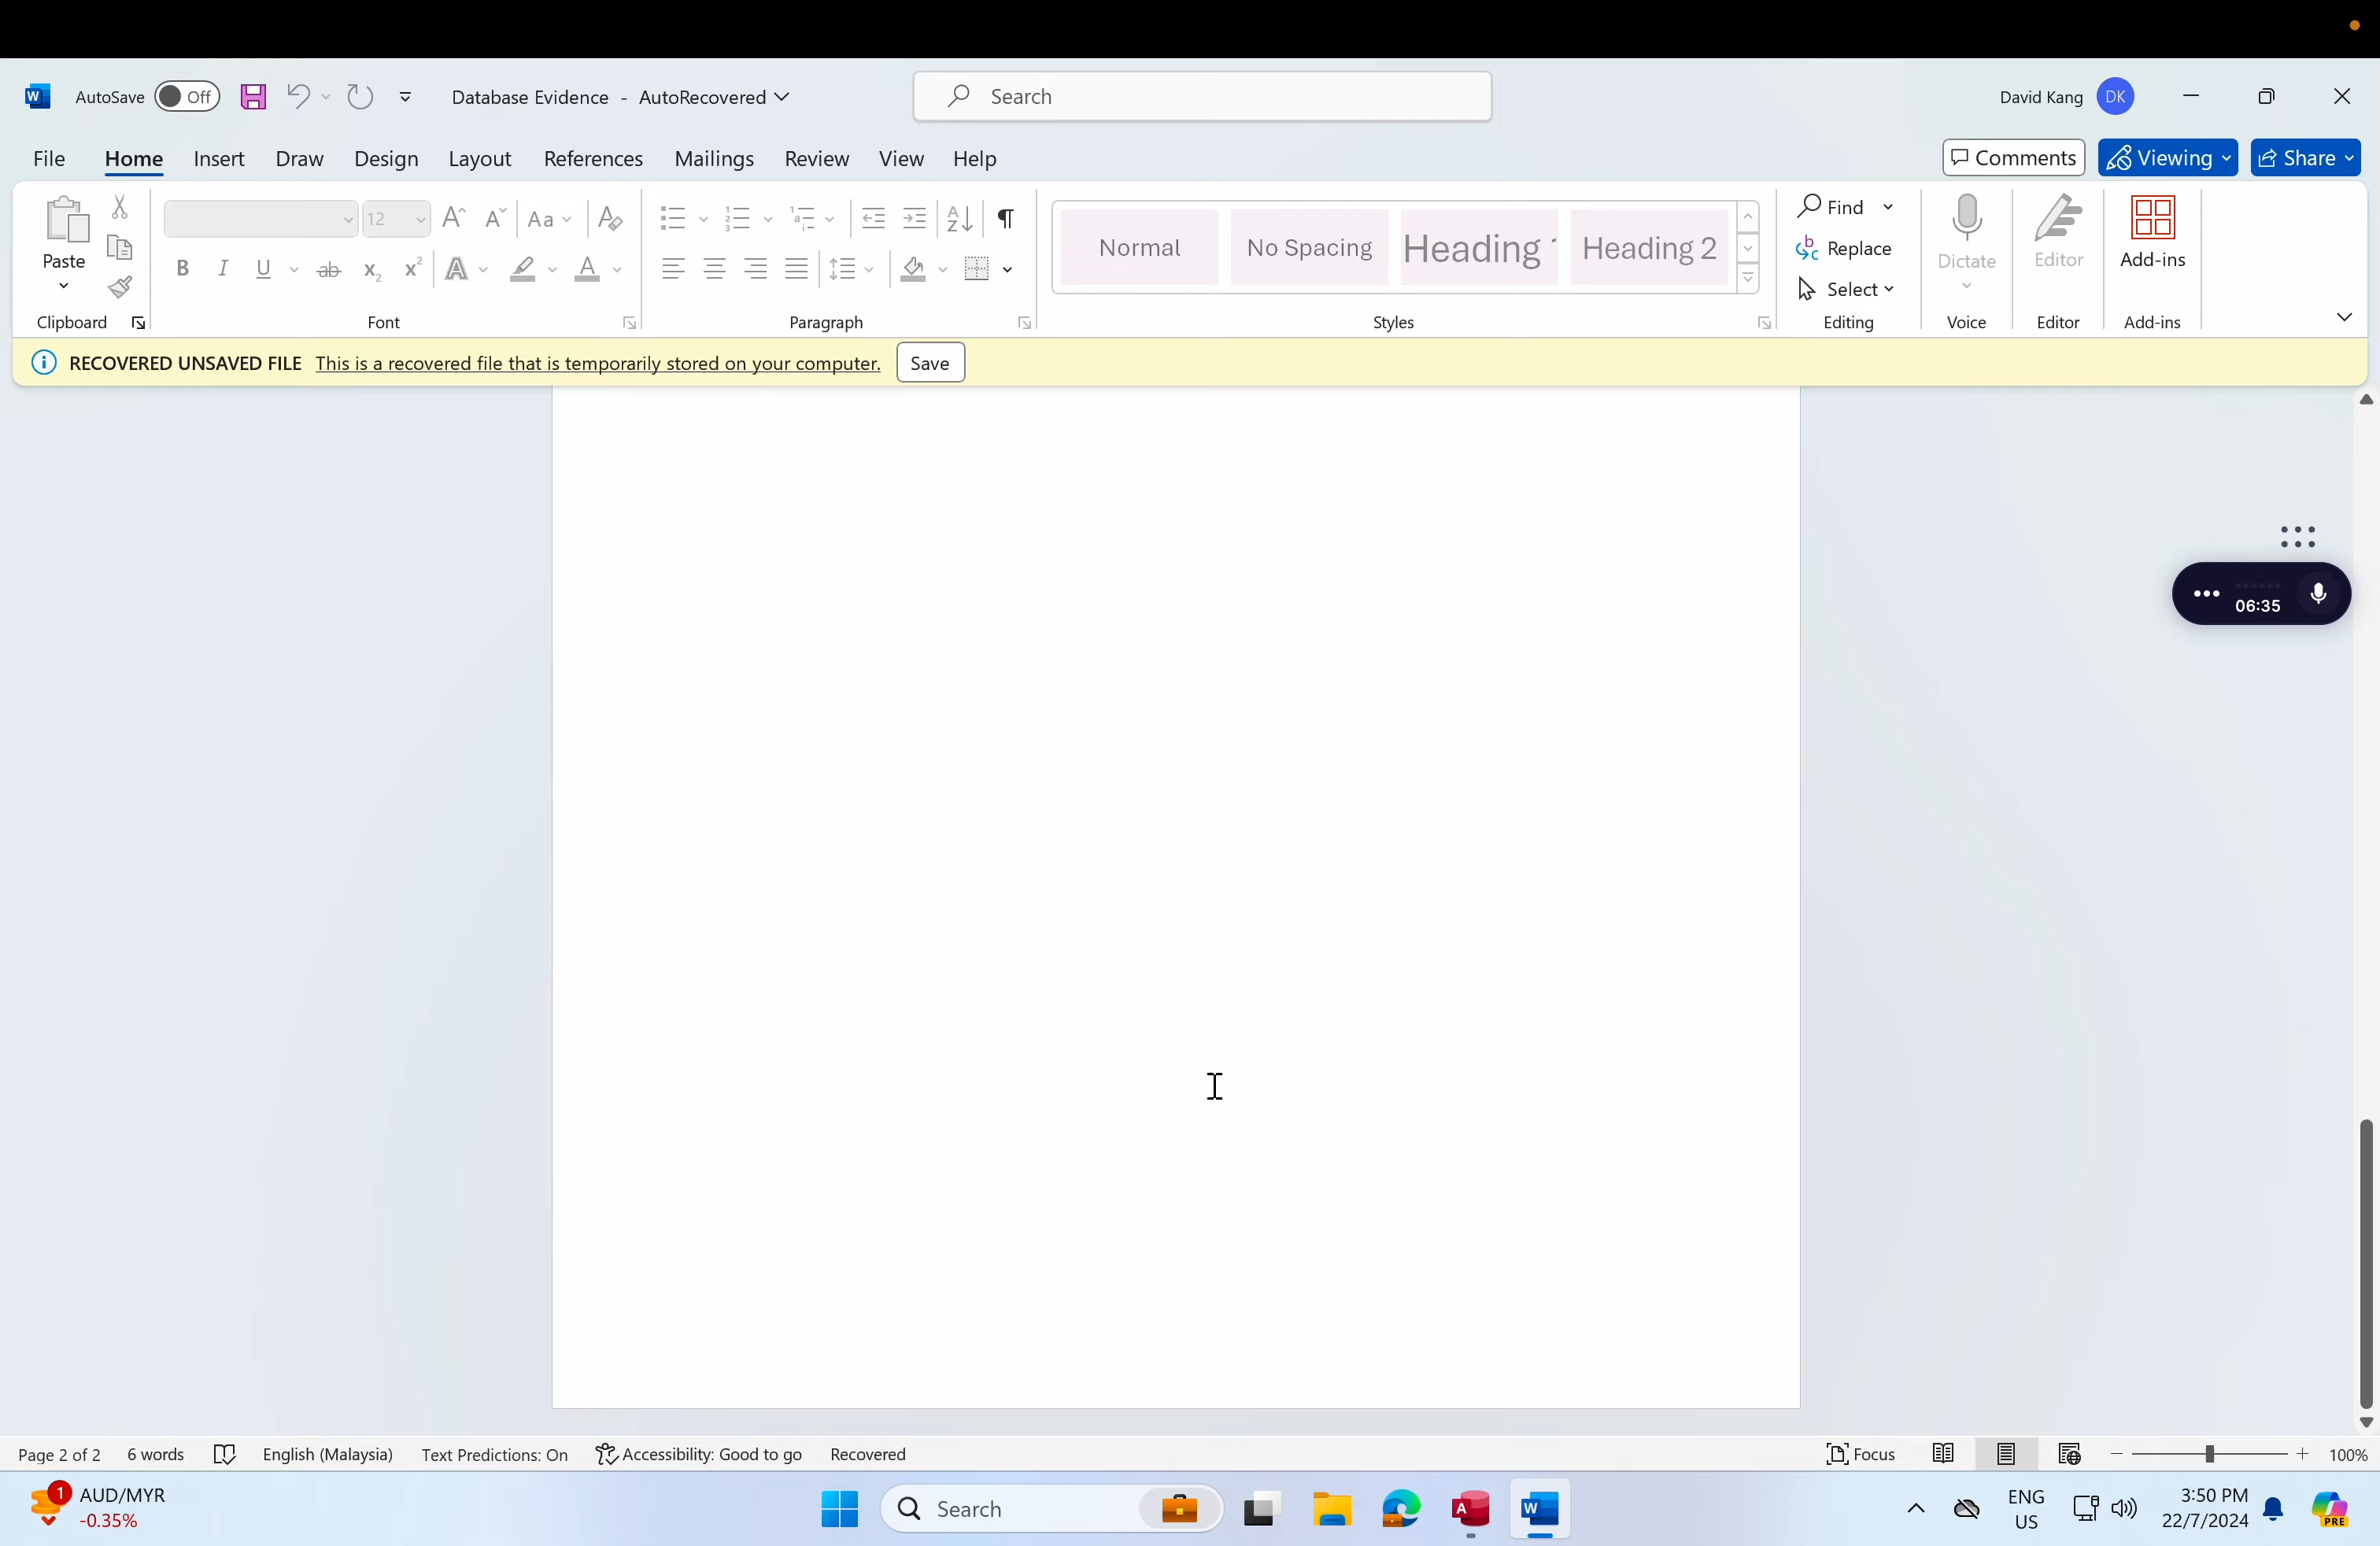 AutoSave Off Database Evidence - AutoRecovered Search David Kang DK
File Home Insert Draw Design Layout References Mailings Review View Help Comments Viewing Share
Paste 12 Aa Normal No Spacing Heading 1 Heading 2 Find Replace Select Dictate Editor Add-ins
Clipboard Font Paragraph Styles Editing Voice Editor Add-ins
RECOVERED UNSAVED FILE This is a recovered file that is temporarily stored on your computer. Save
06:35
Page 2 of 2 6 words English (Malaysia) Text Predictions: On Accessibility: Good to go Recovered Focus 100%
1 AUD/MYR Search ENG 3:50 PM
-0.35% US 22/7/2024 PRE